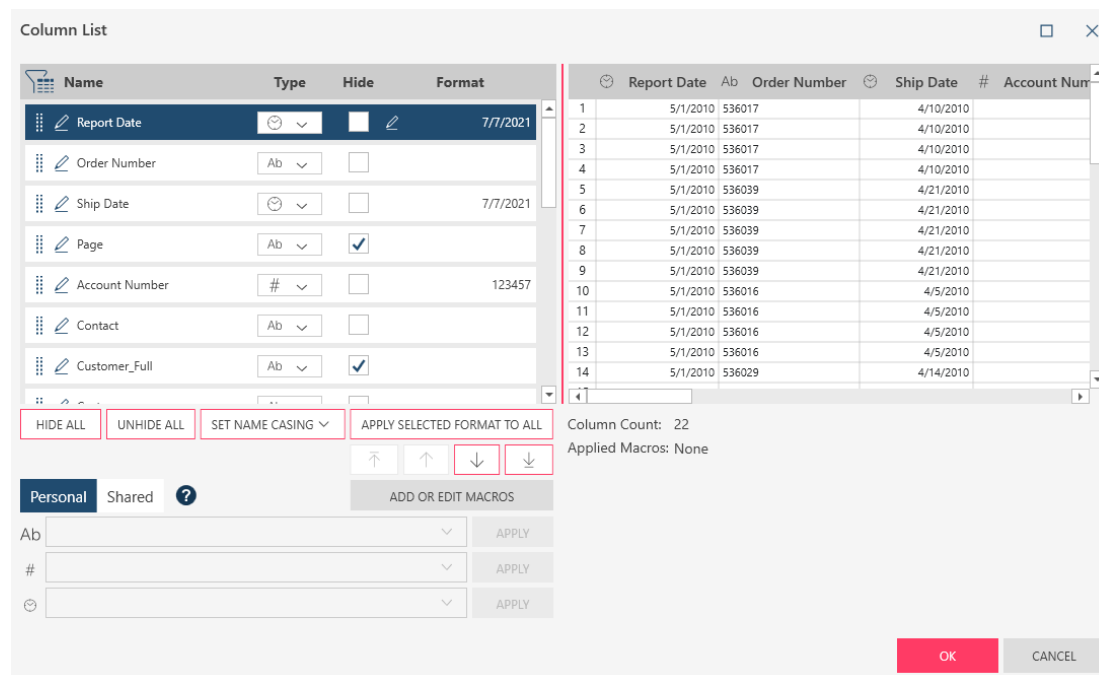 Column List
Name Type Hide Format
Report Date 7/7/2021
Order Number Ab
Ship Date 7/7/2021
Page Ab
Account Number # 123457
Contact Ab
Customer_Full Ab
HIDE ALL UNHIDE ALL SET NAME CASING APPLY SELECTED FORMAT TO ALL
Personal Shared ? ADD OR EDIT MACROS
Ab APPLY
# APPLY
APPLY
Report Date Ab Order Number Ship Date # Account Num
1 5/1/2010 536017 4/10/2010
2 5/1/2010 536017 4/10/2010
3 5/1/2010 536017 4/10/2010
4 5/1/2010 536017 4/10/2010
5 5/1/2010 536039 4/21/2010
6 5/1/2010 536039 4/21/2010
7 5/1/2010 536039 4/21/2010
8 5/1/2010 536039 4/21/2010
9 5/1/2010 536039 4/21/2010
10 5/1/2010 536016 4/5/2010
11 5/1/2010 536016 4/5/2010
12 5/1/2010 536016 4/5/2010
13 5/1/2010 536016 4/5/2010
14 5/1/2010 536029 4/14/2010
Column Count: 22
Applied Macros: None
OK CANCEL